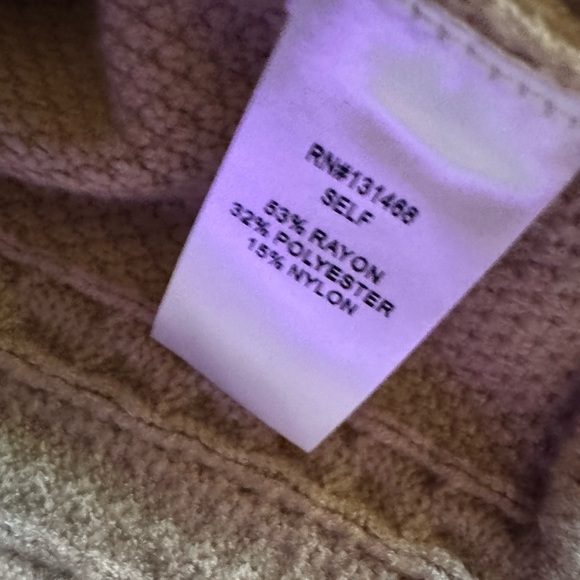 RN#131468
SELF
53% RAYON
32% POLYESTER
15% NYLON